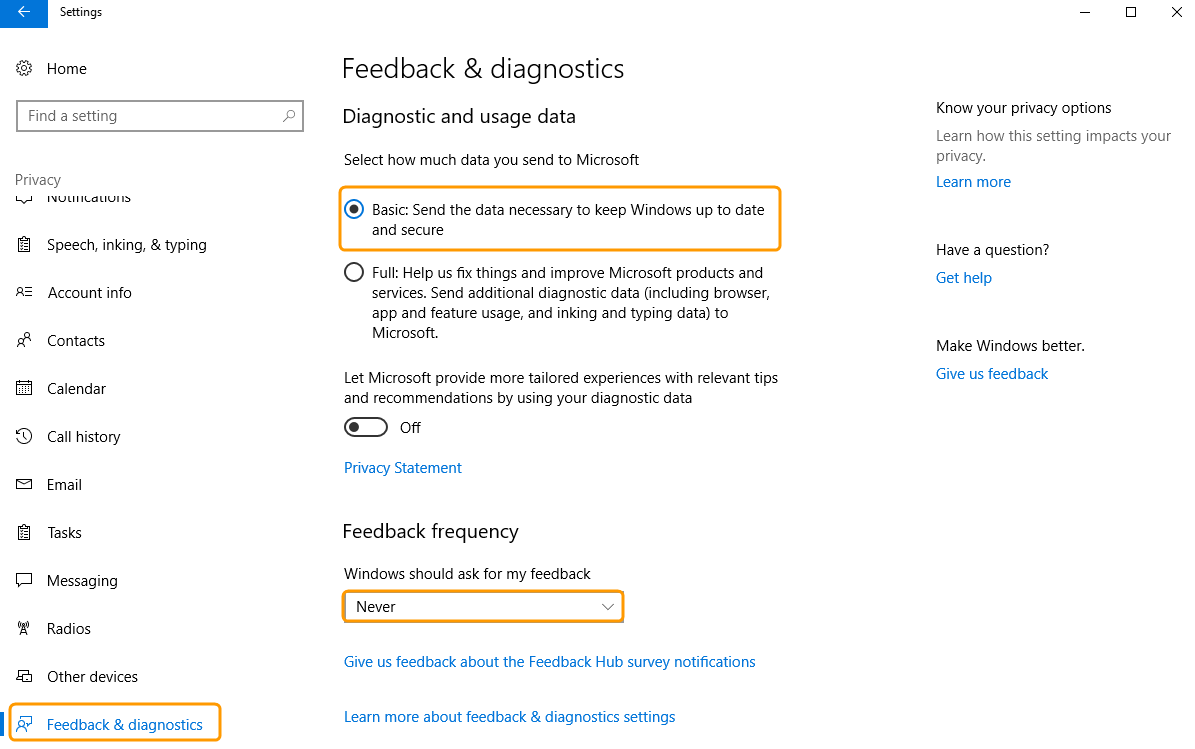 Settings
Home
Find a setting
Privacy
Notifications
Speech, inking, & typing
Account info
Contacts
Calendar
Call history
Email
Tasks
Messaging
Radios
Other devices
Feedback & diagnostics
Feedback & diagnostics
Diagnostic and usage data
Select how much data you send to Microsoft
Basic: Send the data necessary to keep Windows up to date
and secure
Full: Help us fix things and improve Microsoft products and
services. Send additional diagnostic data (including browser,
app and feature usage, and inking and typing data) to
Microsoft.
Let Microsoft provide more tailored experiences with relevant tips
and recommendations by using your diagnostic data
Off
Privacy Statement
Feedback frequency
Windows should ask for my feedback
Never
Give us feedback about the Feedback Hub survey notifications
Learn more about feedback & diagnostics settings
Know your privacy options
Learn how this setting impacts your
privacy.
Learn more
Have a question?
Get help
Make Windows better.
Give us feedback